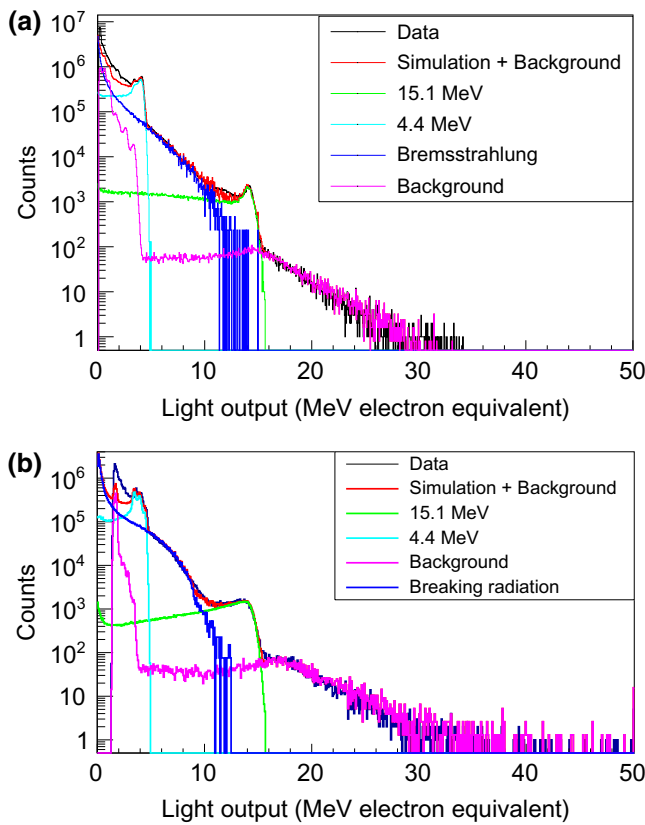 (a)
10^7
10^6
10^5
10^4
10^3
10^2
10
1
Counts
Data
Simulation + Background
15.1 MeV
4.4 MeV
Bremsstrahlung
Background
0 10 20 30 40 50
Light output (MeV electron equivalent)
(b)
10^6
10^5
10^4
10^3
10^2
10
1
Counts
Data
Simulation + Background
15.1 MeV
4.4 MeV
Background
Breaking radiation
0 10 20 30 40 50
Light output (MeV electron equivalent)